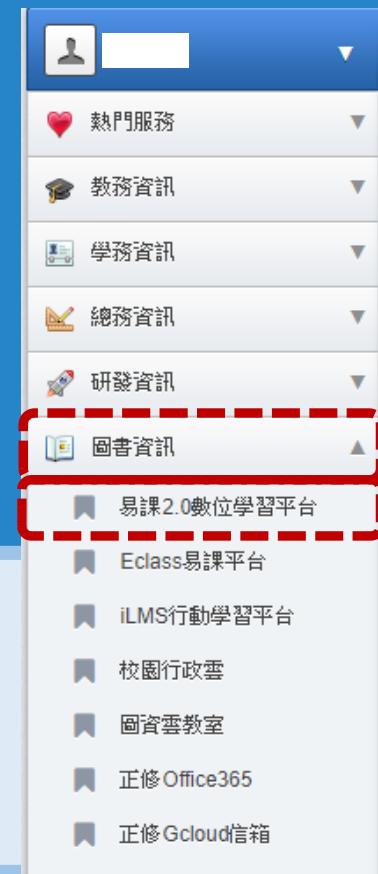 熱門服務
教務資訊
學務資訊
總務資訊
研發資訊
圖書資訊
易課2.0數位學習平台
Eclass易課平台
iLMS行動學習平台
校園行政雲
圖資雲教室
正修Office365
正修Gcloud信箱